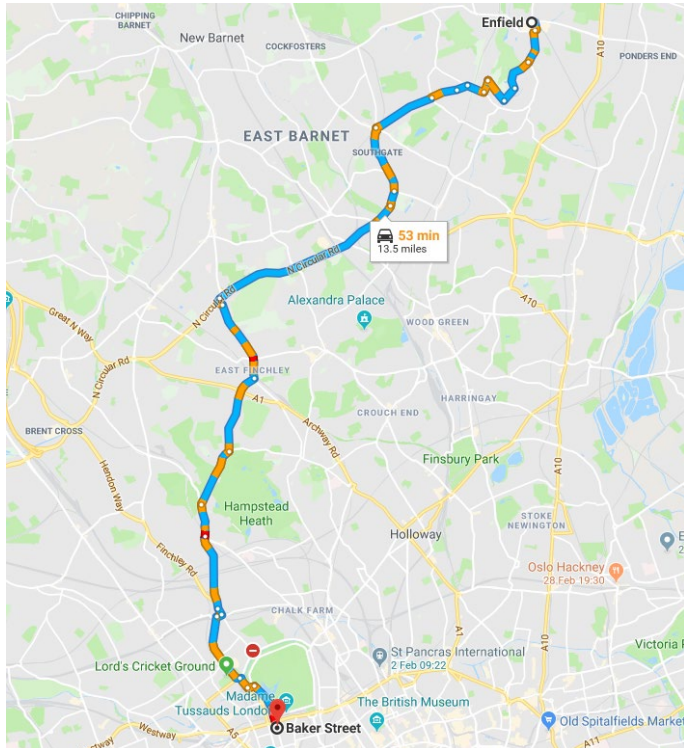 CHIPPING
BARNET
New Barnet
COCKFOSTERS
Enfield
A10
PONDERS END
EAST BARNET
SOUTHGATE
53 min
13.5 miles
N Circular Rd
N Circular Rd
Great N Way
Alexandra Palace
WOOD GREEN
A10
N Circular Rd
EAST FINCHLEY
A1
HARRINGAY
CROUCH END
BRENT CROSS
Archway Rd
Hendon Way
Finsbury Park
A10
Hampstead
Heath
STOKE
NEWINGTON
Holloway
Finchley Rd
Oslo Hackney
28 Feb 19:30
E
2
CHALK FARM
A1
St Pancras International
2 Feb 09:22
Victoria P
Lord's Cricket Ground
Madame
Tussauds London
The British Museum
Old Spitalfields Market
Westway
A5
Baker Street
A11